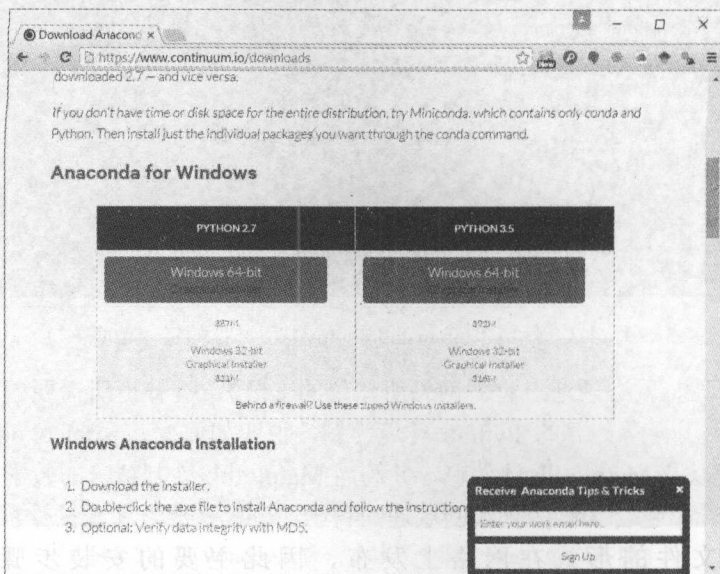 Download Anacond ×
https://www.continuum.io/downloads
New
downloaded 2.7 — and vice versa.
If you don't have time or disk space for the entire distribution, try Miniconda, which contains only conda and
Python. Then install just the individual packages you want through the conda command.
Anaconda for Windows
PYTHON 2.7
PYTHON 3.5
Windows 64-bit
Windows 64-bit
Windows 32-bit
Graphical Installer
Windows 32-bit
Graphical Installer
Behind a firewall? Use these zipped Windows installers.
Windows Anaconda Installation
1. Download the installer.
2. Double-click the .exe file to install Anaconda and follow the instruction
3. Optional: Verify data integrity with MD5.
Receive Anaconda Tips & Tricks ×
Enter your work email here...
Sign Up